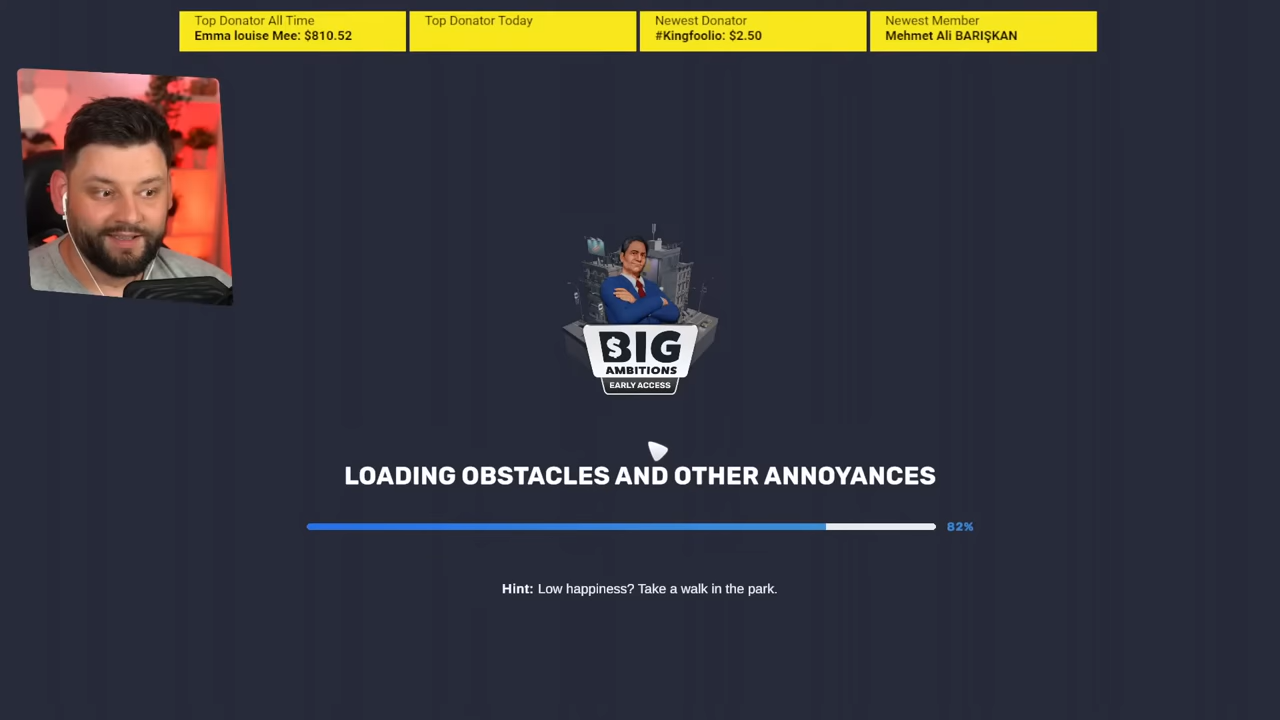 Top Donator All Time
Emma louise Mee: $810.52
Top Donator Today
Newest Donator
#Kingfoolio: $2.50
Newest Member
Mehmet Ali BARIŞKAN
$BIG
AMBITIONS
EARLY ACCESS
LOADING OBSTACLES AND OTHER ANNOYANCES
82%
Hint: Low happiness? Take a walk in the park.